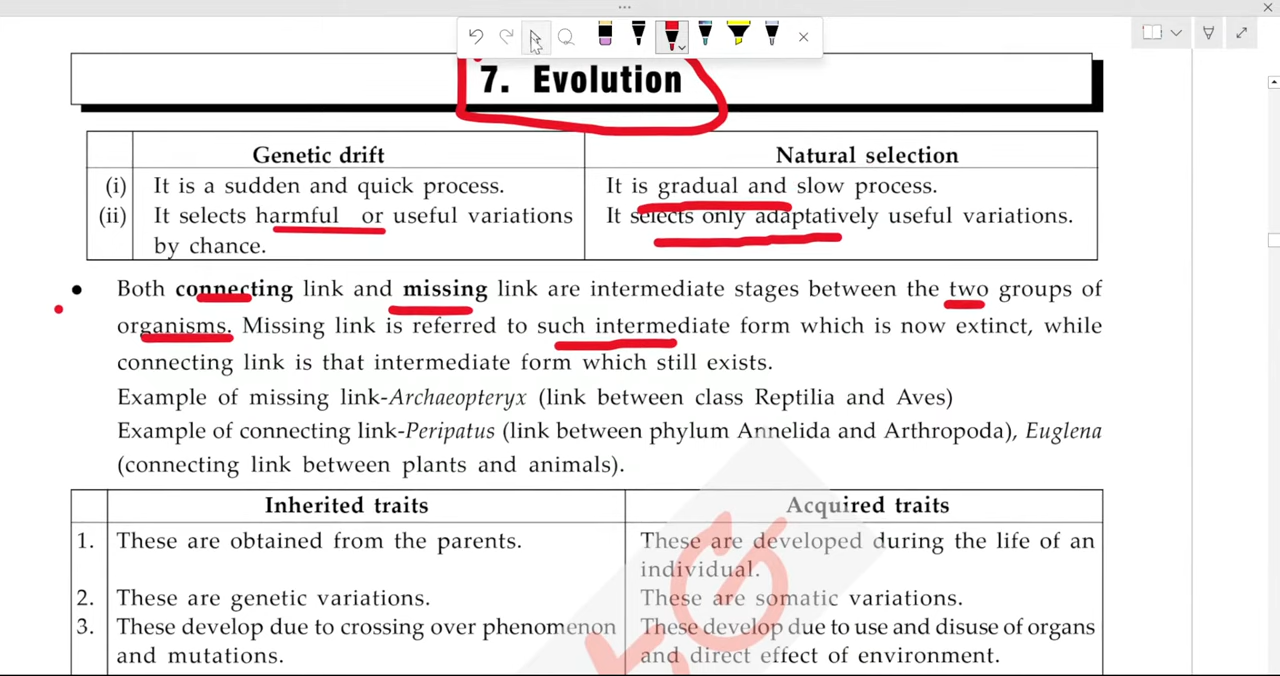 7. Evolution
Genetic drift Natural selection
(i) It is a sudden and quick process. It is gradual and slow process.
(ii) It selects harmful or useful variations It selects only adaptatively useful variations.
by chance.
● Both connecting link and missing link are intermediate stages between the two groups of
organisms. Missing link is referred to such intermediate form which is now extinct, while
connecting link is that intermediate form which still exists.
Example of missing link-Archaeopteryx (link between class Reptilia and Aves)
Example of connecting link-Peripatus (link between phylum Annelida and Arthropoda), Euglena
(connecting link between plants and animals).
Inherited traits Acquired traits
1. These are obtained from the parents. These are developed during the life of an
individual.
2. These are genetic variations. These are somatic variations.
3. These develop due to crossing over phenomenon These develop due to use and disuse of organs
and mutations. and direct effect of environment.